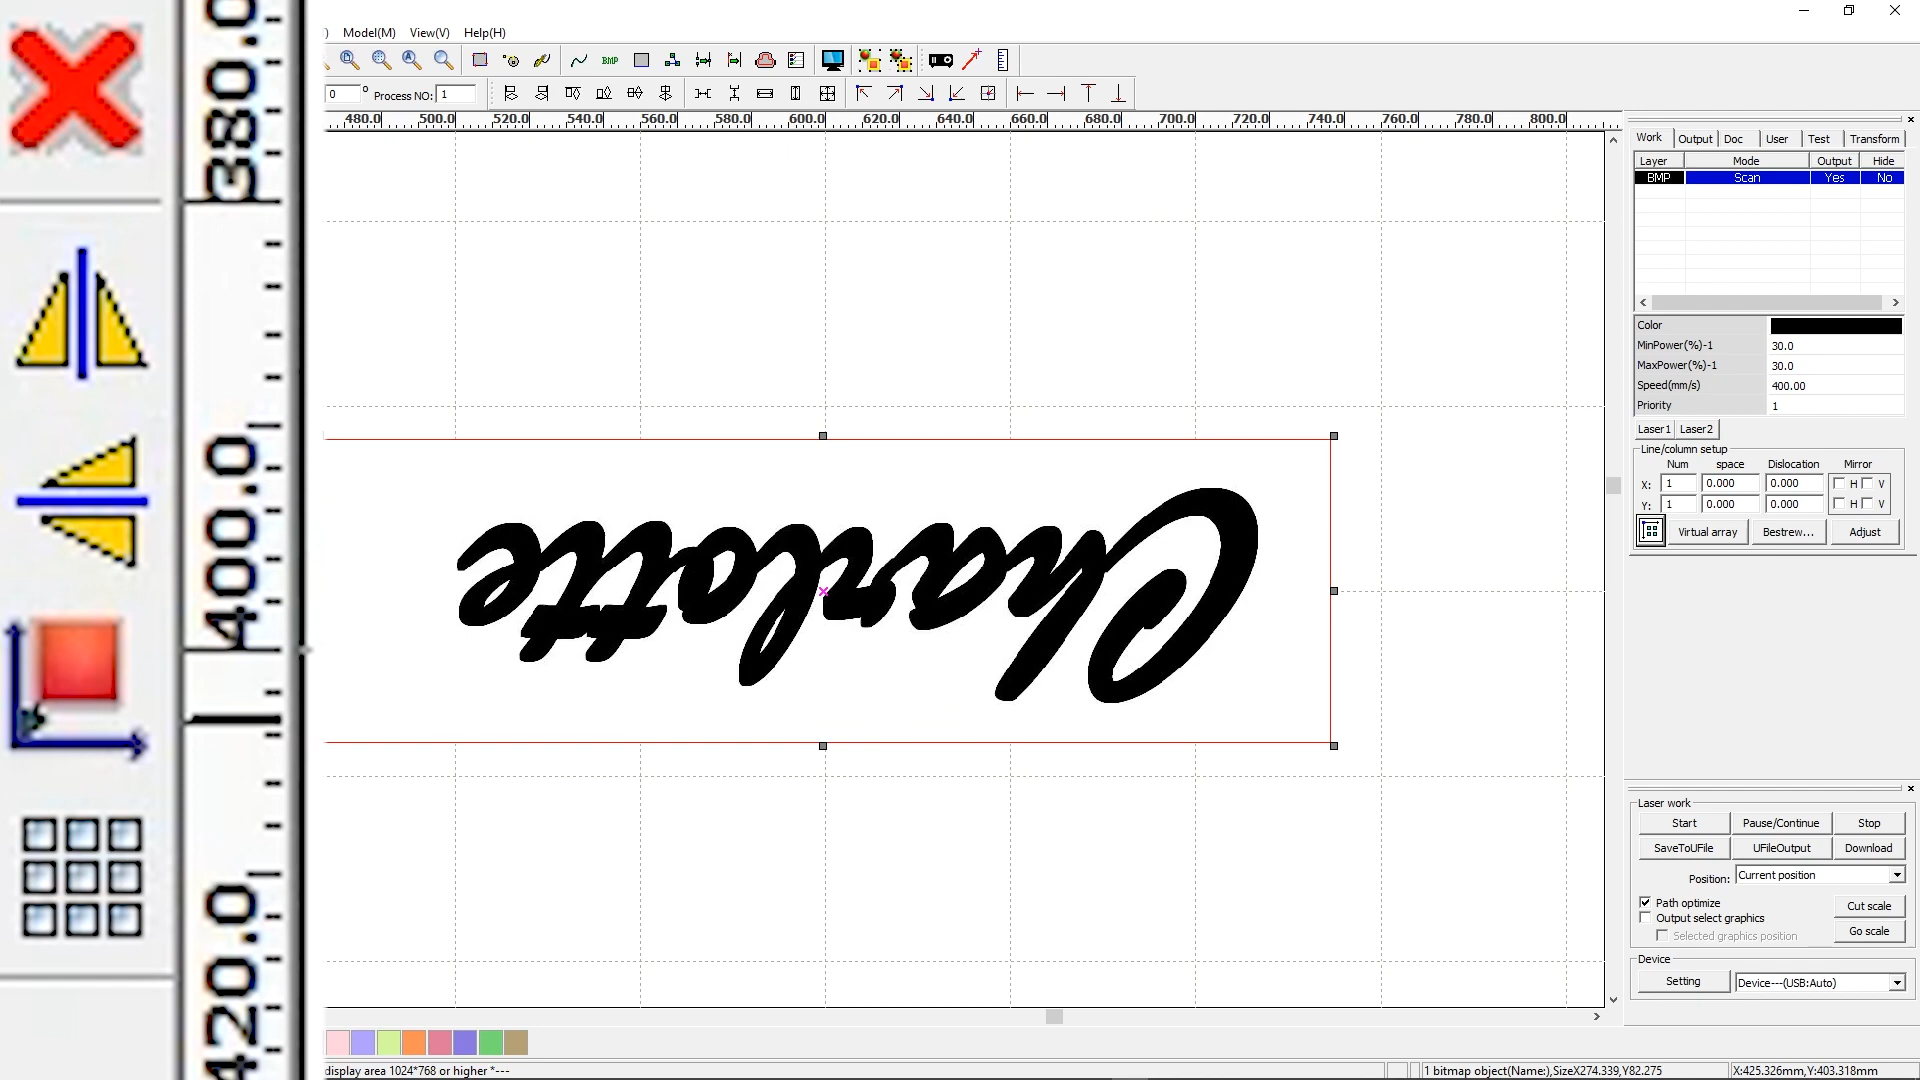 ) Model(M) View(V) Help(H)
BMP
0 ° Process NO: 1
480.0 500.0 520.0 540.0 560.0 580.0 600.0 620.0 640.0 660.0 680.0 700.0 720.0 740.0 760.0 780.0 800.0
380.0
400.0
420.0
Charlotte
Work Output Doc User Test Transform
Layer Mode Output Hide
BMP Scan Yes No
Color
MinPower(%)-1 30.0
MaxPower(%)-1 30.0
Speed(mm/s) 400.00
Priority 1
Laser1 Laser2
Line/column setup
Num space Dislocation Mirror
X: 1 0.000 0.000 H V
Y: 1 0.000 0.000 H V
Virtual array Bestrew... Adjust
Laser work
Start Pause/Continue Stop
SaveToUFile UFileOutput Download
Position: Current position
Path optimize
Output select graphics
Selected graphics position
Cut scale
Go scale
Device
Setting Device---(USB:Auto)
display area 1024*768 or higher *---
1 bitmap object(Name:),SizeX274.339,Y82.275
X:425.326mm,Y:403.318mm